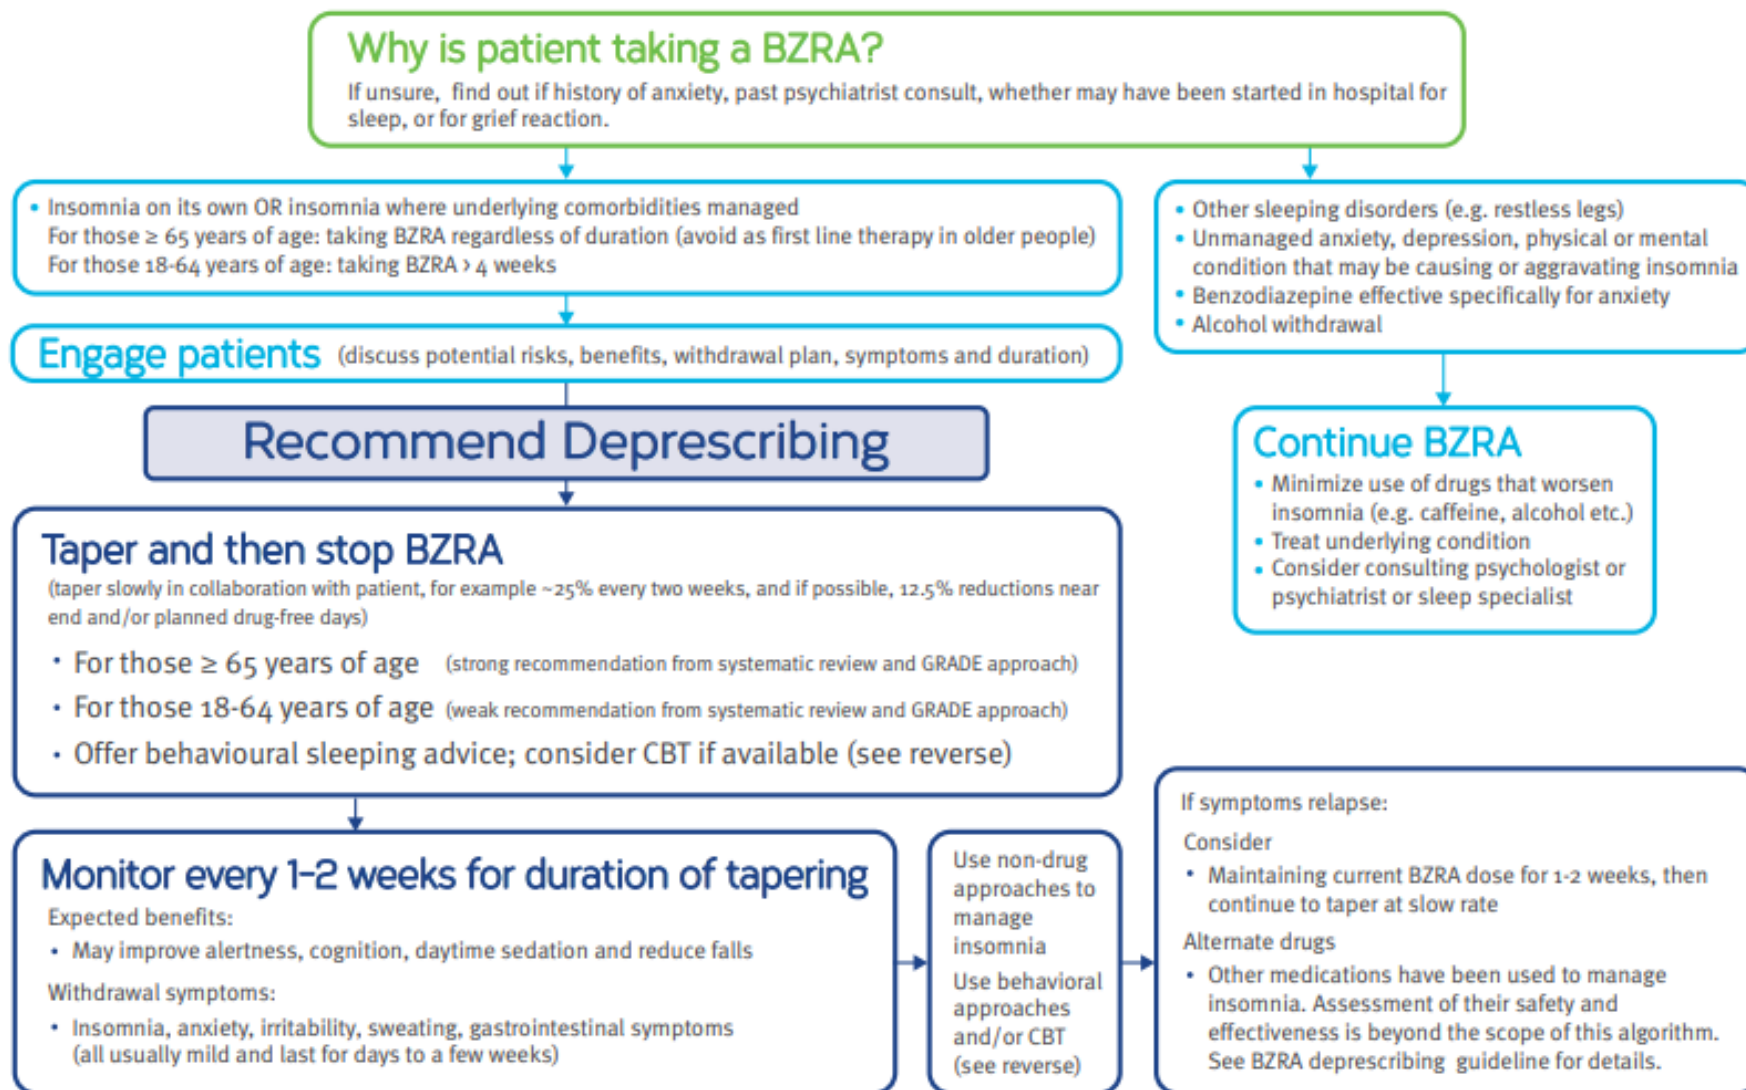 Why is patient taking a BZRA?
If unsure, find out if history of anxiety, past psychiatrist consult, whether may have been started in hospital for
sleep, or for grief reaction.
• Insomnia on its own OR insomnia where underlying comorbidities managed
For those ≥ 65 years of age: taking BZRA regardless of duration (avoid as first line therapy in older people)
For those 18-64 years of age: taking BZRA > 4 weeks
• Other sleeping disorders (e.g. restless legs)
• Unmanaged anxiety, depression, physical or mental
condition that may be causing or aggravating insomnia
• Benzodiazepine effective specifically for anxiety
• Alcohol withdrawal
Engage patients (discuss potential risks, benefits, withdrawal plan, symptoms and duration)
Recommend Deprescribing
Continue BZRA
• Minimize use of drugs that worsen
insomnia (e.g. caffeine, alcohol etc.)
• Treat underlying condition
• Consider consulting psychologist or
psychiatrist or sleep specialist
Taper and then stop BZRA
(taper slowly in collaboration with patient, for example ~25% every two weeks, and if possible, 12.5% reductions near
end and/or planned drug-free days)
• For those ≥ 65 years of age (strong recommendation from systematic review and GRADE approach)
• For those 18-64 years of age (weak recommendation from systematic review and GRADE approach)
• Offer behavioural sleeping advice; consider CBT if available (see reverse)
Monitor every 1-2 weeks for duration of tapering
Expected benefits:
• May improve alertness, cognition, daytime sedation and reduce falls
Withdrawal symptoms:
• Insomnia, anxiety, irritability, sweating, gastrointestinal symptoms
(all usually mild and last for days to a few weeks)
Use non-drug
approaches to
manage
insomnia
Use behavioral
approaches
and/or CBT
(see reverse)
If symptoms relapse:
Consider
• Maintaining current BZRA dose for 1-2 weeks, then
continue to taper at slow rate
Alternate drugs
• Other medications have been used to manage
insomnia. Assessment of their safety and
effectiveness is beyond the scope of this algorithm.
See BZRA deprescribing guideline for details.